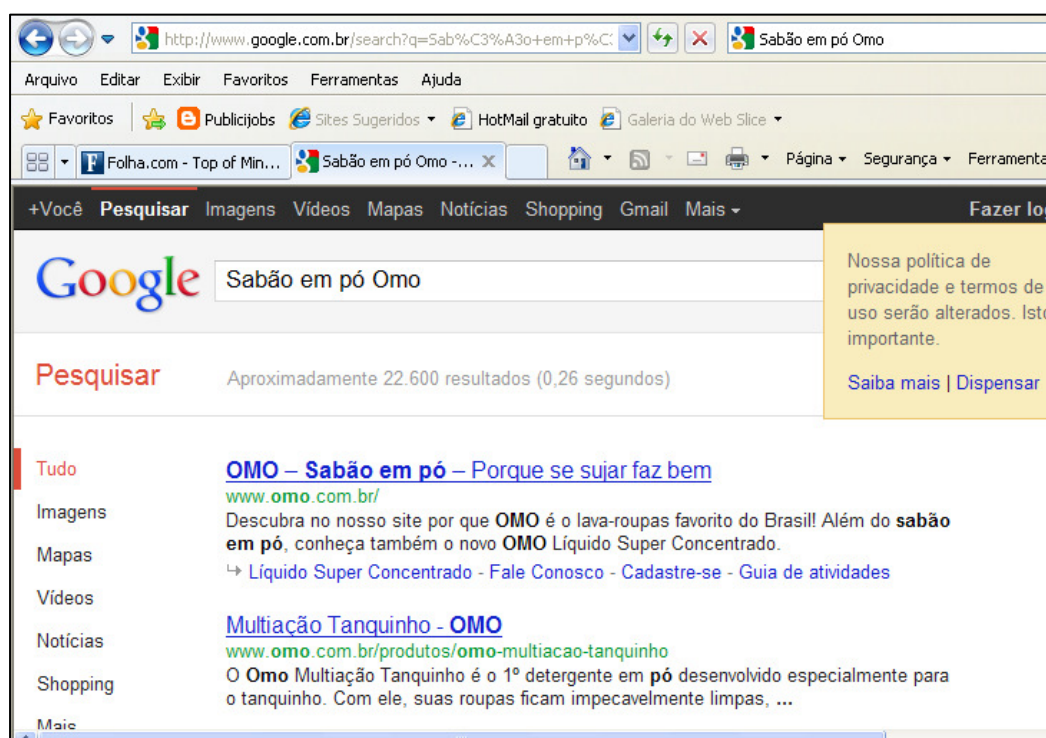 http://www.google.com.br/search?q=Sab%C3%A3o+em+p%C: Sabão em pó Omo
Arquivo Editar Exibir Favoritos Ferramentas Ajuda
Favoritos Publicijobs Sites Sugeridos HotMail gratuito Galeria do Web Slice
Folha.com - Top of Min... Sabão em pó Omo -... Página Segurança Ferramenta
+Você Pesquisar Imagens Vídeos Mapas Notícias Shopping Gmail Mais Fazer lo
Google Sabão em pó Omo
Nossa política de
privacidade e termos de
uso serão alterados. Isto
importante.
Saiba mais | Dispensar
Pesquisar Aproximadamente 22.600 resultados (0,26 segundos)
Tudo
Imagens
Mapas
Vídeos
Notícias
Shopping
Mais
OMO – Sabão em pó – Porque se sujar faz bem
www.omo.com.br/
Descubra no nosso site por que OMO é o lava-roupas favorito do Brasil! Além do sabão
em pó, conheça também o novo OMO Líquido Super Concentrado.
Líquido Super Concentrado - Fale Conosco - Cadastre-se - Guia de atividades
Multiação Tanquinho - OMO
www.omo.com.br/produtos/omo-multiacao-tanquinho
O Omo Multiação Tanquinho é o 1º detergente em pó desenvolvido especialmente para
o tanquinho. Com ele, suas roupas ficam impecavelmente limpas, ...